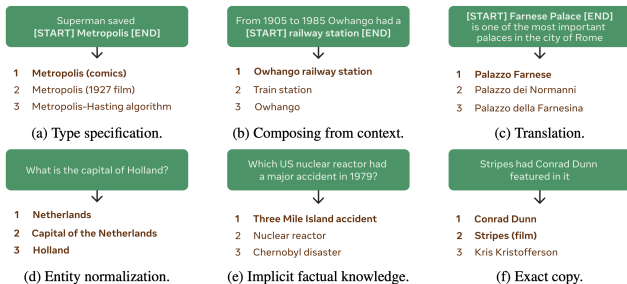 Superman saved
[START] Metropolis [END]
1 Metropolis (comics)
2 Metropolis (1927 film)
3 Metropolis-Hasting algorithm
(a) Type specification.
From 1905 to 1985 Owhango had a
[START] railway station [END]
1 Owhango railway station
2 Train station
3 Owhango
(b) Composing from context.
[START] Farnese Palace [END]
is one of the most important
palaces in the city of Rome
1 Palazzo Farnese
2 Palazzo dei Normanni
3 Palazzo della Farnesina
(c) Translation.
What is the capital of Holland?
1 Netherlands
2 Capital of the Netherlands
3 Holland
(d) Entity normalization.
Which US nuclear reactor had
a major accident in 1979?
1 Three Mile Island accident
2 Nuclear reactor
3 Chernobyl disaster
(e) Implicit factual knowledge.
Stripes had Conrad Dunn
featured in it
1 Conrad Dunn
2 Stripes (film)
3 Kris Kristofferson
(f) Exact copy.